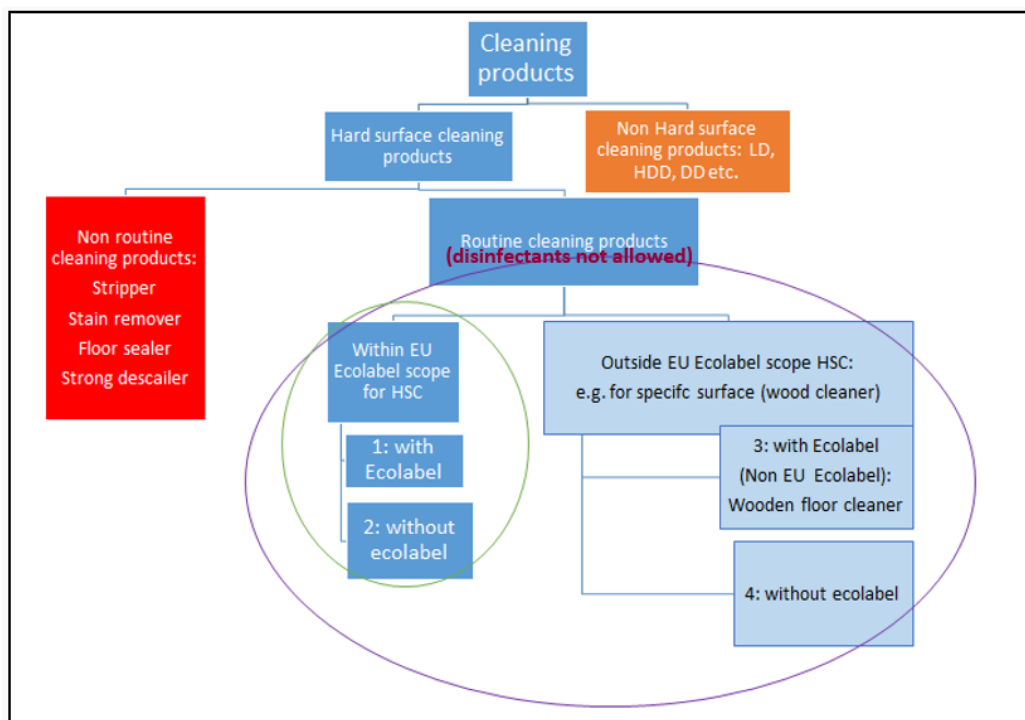 Cleaning
products
Hard surface cleaning
products
Non Hard surface
cleaning products: LD,
HDD, DD etc.
Non routine
cleaning products:
Stripper
Stain remover
Floor sealer
Strong descailer
Routine cleaning products
(disinfectants not allowed)
Within EU
Ecolabel scope
for HSC
1: with
Ecolabel
2: without
ecolabel
Outside EU Ecolabel scope HSC:
e.g. for specifc surface (wood cleaner)
3: with Ecolabel
(Non EU Ecolabel):
Wooden floor cleaner
4: without ecolabel